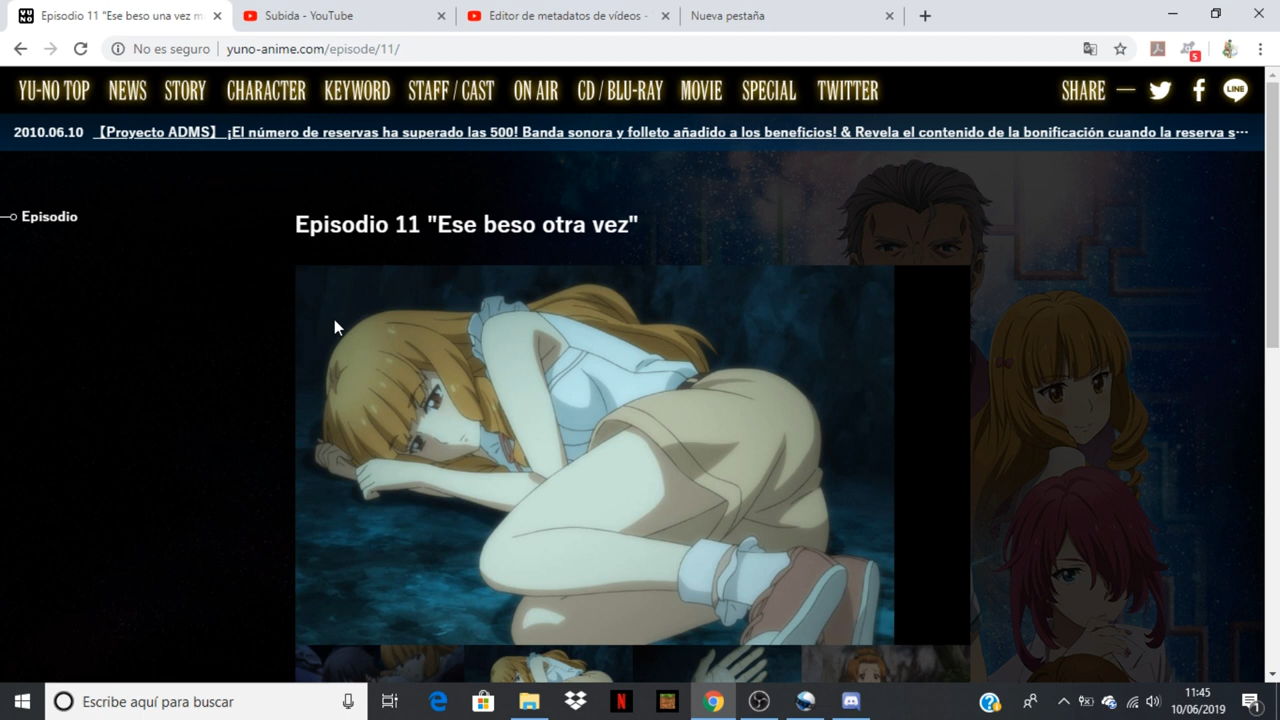 Episodio 11 "Ese beso una vez m
Subida - YouTube
Editor de metadatos de vídeos -
Nueva pestaña
No es seguro
yuno-anime.com/episode/11/
5
YU-NO TOP NEWS STORY CHARACTER KEYWORD STAFF / CAST ON AIR CD / BLU-RAY MOVIE SPECIAL TWITTER SHARE LINE
2010.06.10 【Proyecto ADMS】 ¡El número de reservas ha superado las 500! Banda sonora y folleto añadido a los beneficios! & Revela el contenido de la bonificación cuando la reserva s…
Episodio
Episodio 11 "Ese beso otra vez"
Escribe aquí para buscar
11:45
10/06/2019
1